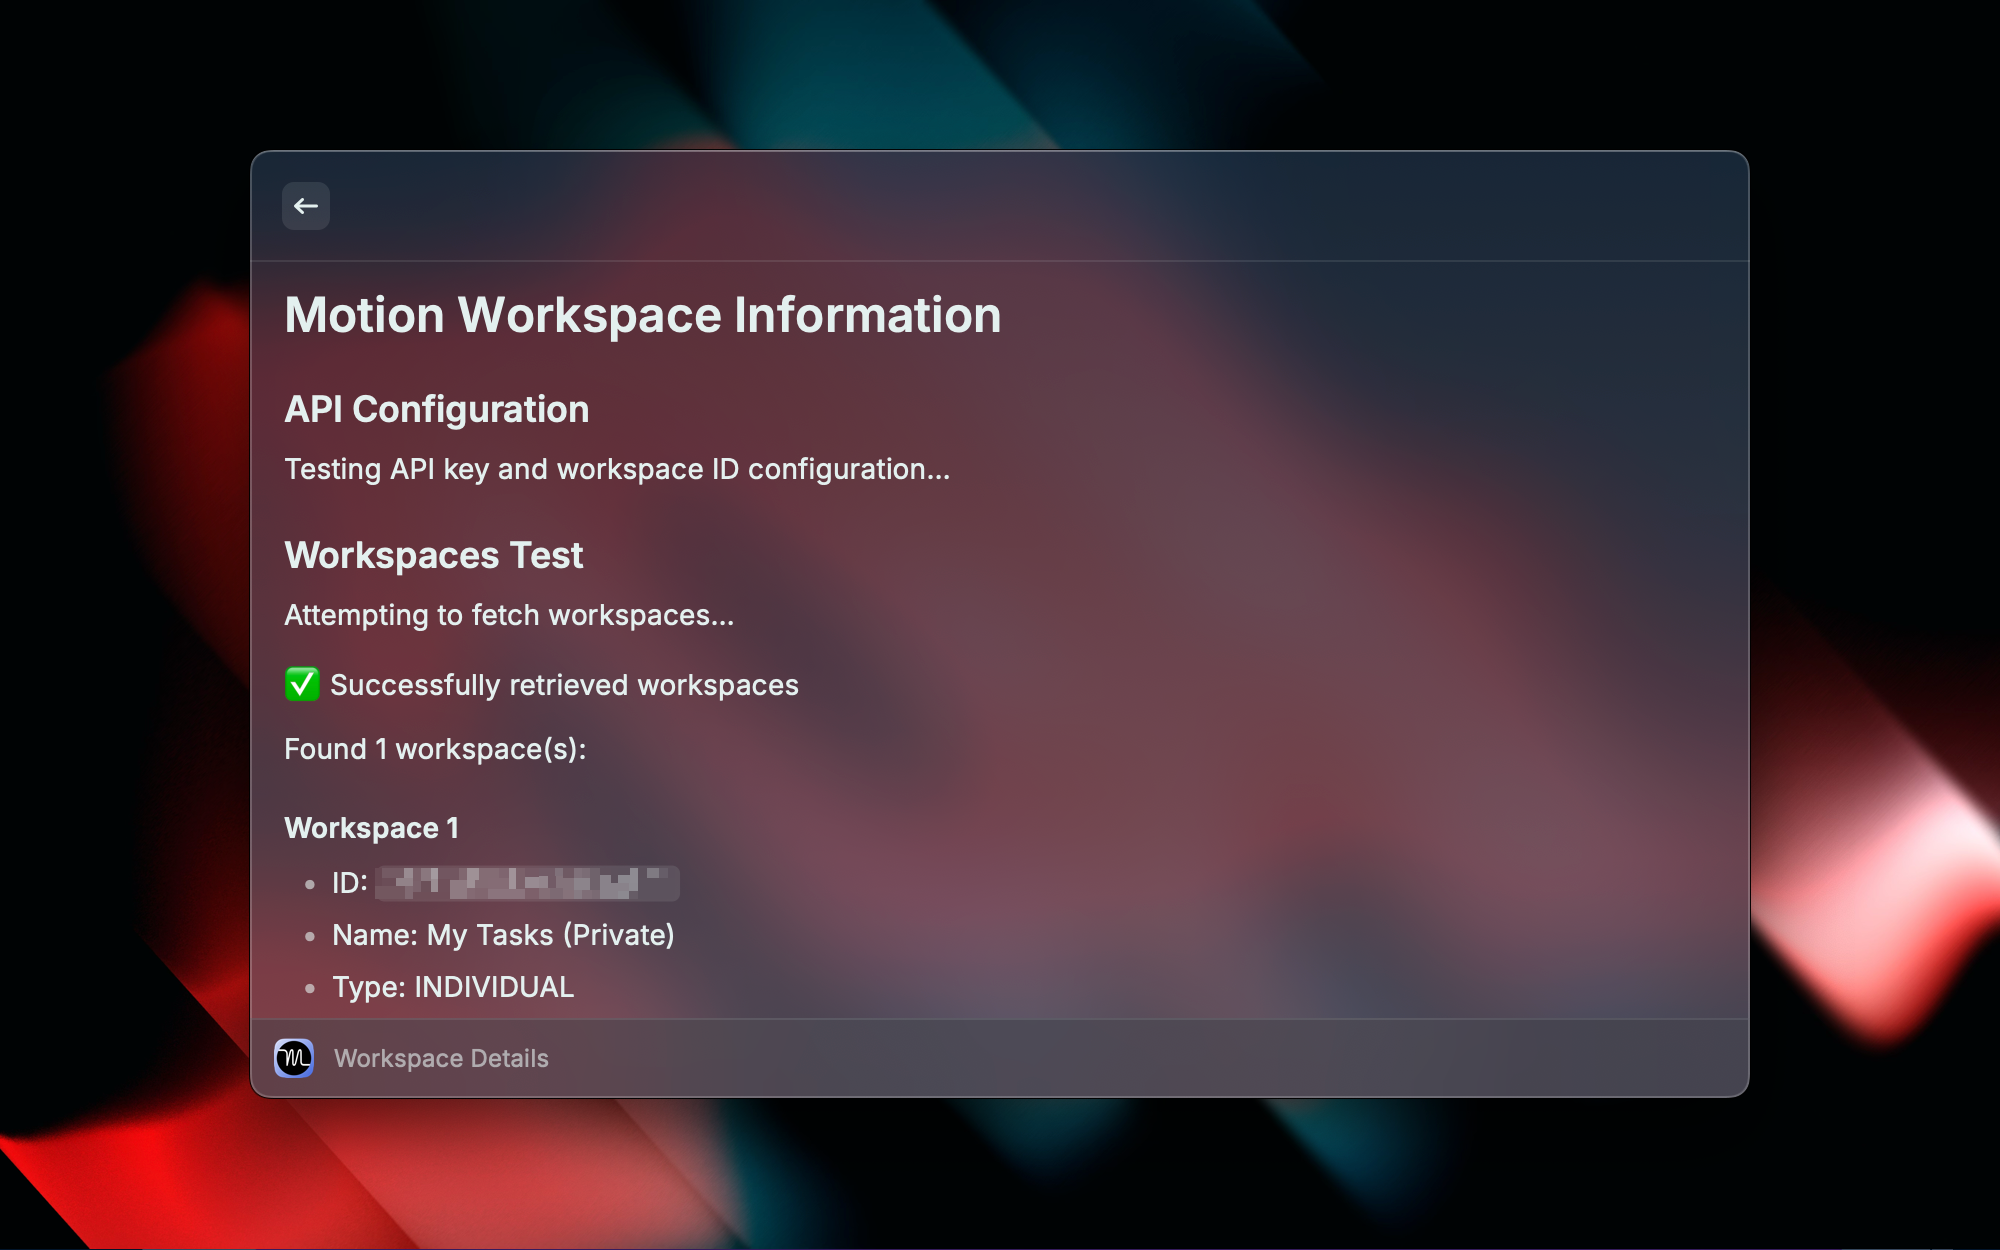 Motion Workspace Information
API Configuration
Testing API key and workspace ID configuration...
Workspaces Test
Attempting to fetch workspaces...
✅ Successfully retrieved workspaces
Found 1 workspace(s):
Workspace 1
• ID:
• Name: My Tasks (Private)
• Type: INDIVIDUAL
Workspace Details